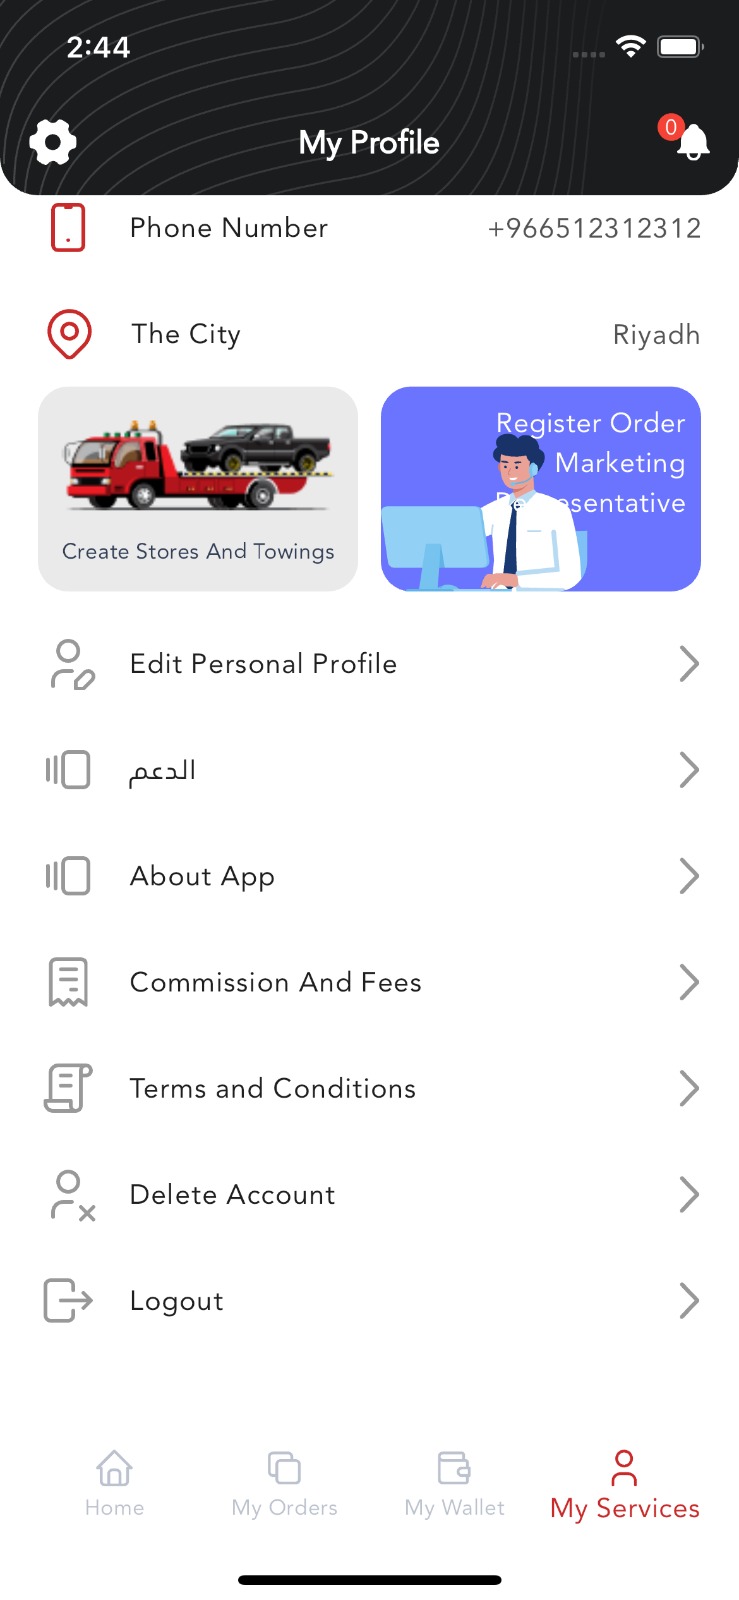 2:44
My Profile
0
Phone Number
+966512312312
The City
Riyadh
Create Stores And Towings
Register Order
Marketing
Representative
Edit Personal Profile
الدعم
About App
Commission And Fees
Terms and Conditions
Delete Account
Logout
Home
My Orders
My Wallet
My Services